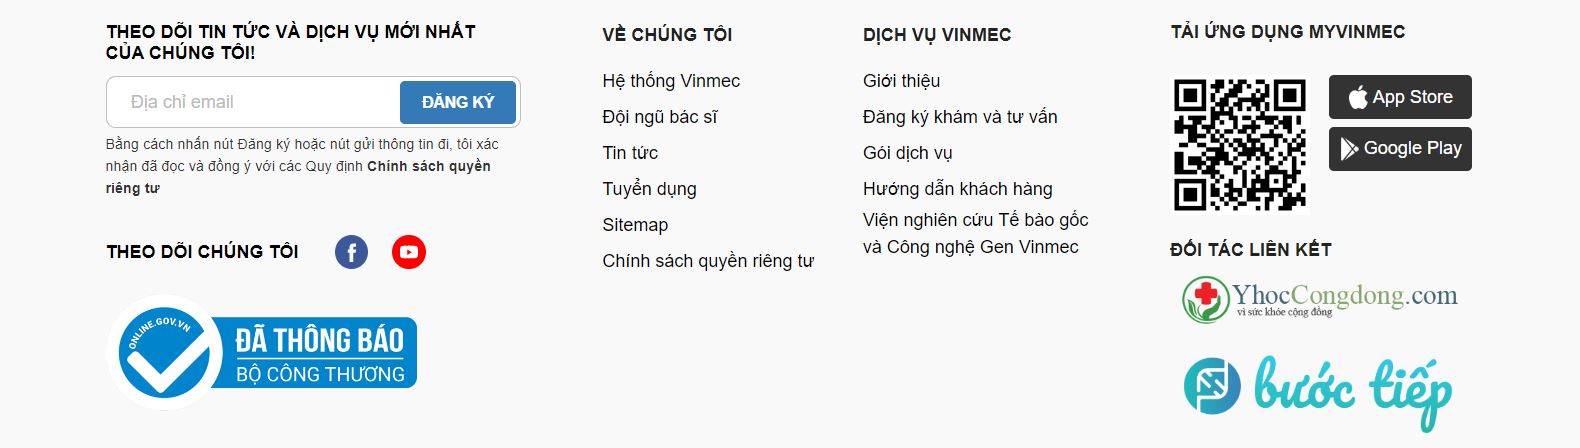 THEO DÕI TIN TỨC VÀ DỊCH VỤ MỚI NHẤT
CỦA CHÚNG TÔI!
Địa chỉ email
ĐĂNG KÝ
Bằng cách nhấn nút Đăng ký hoặc nút gửi thông tin đi, tôi xác
nhận đã đọc và đồng ý với các Quy định Chính sách quyền
riêng tư
THEO DÕI CHÚNG TÔI
ONLINE.GOV.VN
ĐÃ THÔNG BÁO
BỘ CÔNG THƯƠNG
VỀ CHÚNG TÔI
Hệ thống Vinmec
Đội ngũ bác sĩ
Tin tức
Tuyển dụng
Sitemap
Chính sách quyền riêng tư
DỊCH VỤ VINMEC
Giới thiệu
Đăng ký khám và tư vấn
Gói dịch vụ
Hướng dẫn khách hàng
Viện nghiên cứu Tế bào gốc
và Công nghệ Gen Vinmec
TẢI ỨNG DỤNG MYVINMEC
App Store
Google Play
ĐỐI TÁC LIÊN KẾT
YhocCongdong.com
vì sức khỏe cộng đồng
bước tiếp